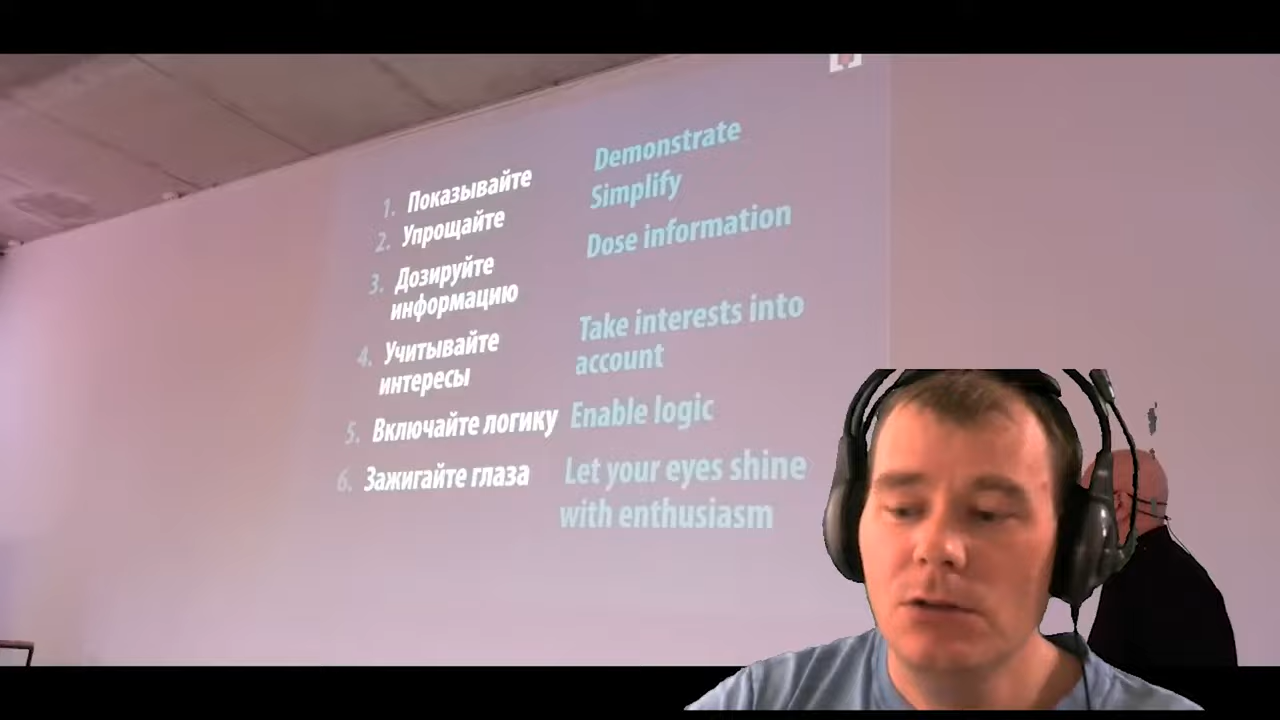 1. Показывайте
2. Упрощайте
3. Дозируйте
информацию
4. Учитывайте
интересы
5. Включайте логику
6. Зажигайте глаза
Demonstrate
Simplify
Dose information
Take interests into
account
Enable logic
Let your eyes shine
with enthusiasm